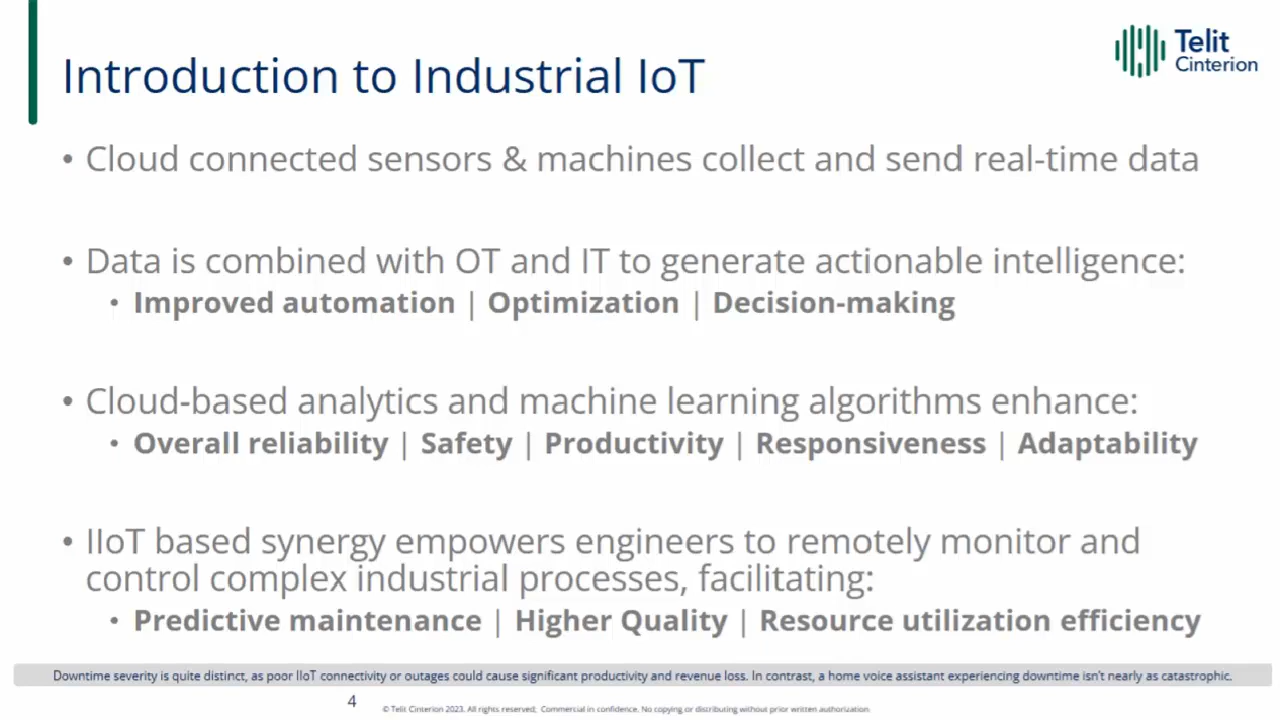 Introduction to Industrial IoT
Telit
Cinterion
• Cloud connected sensors & machines collect and send real-time data
• Data is combined with OT and IT to generate actionable intelligence:
• Improved automation | Optimization | Decision-making
• Cloud-based analytics and machine learning algorithms enhance:
• Overall reliability | Safety | Productivity | Responsiveness | Adaptability
• IIoT based synergy empowers engineers to remotely monitor and
control complex industrial processes, facilitating:
• Predictive maintenance | Higher Quality | Resource utilization efficiency
Downtime severity is quite distinct, as poor IIoT connectivity or outages could cause significant productivity and revenue loss. In contrast, a home voice assistant experiencing downtime isn't nearly as catastrophic.
4
© Telit Cinterion 2023. All rights reserved; Commercial in confidence. No copying or distributing without prior written authorization.